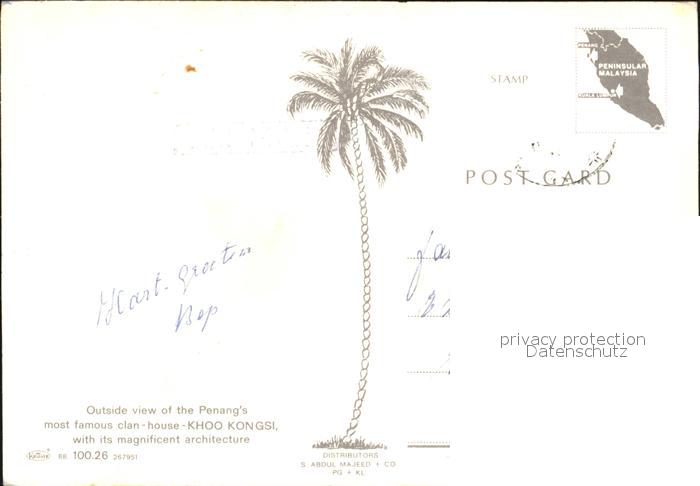 STAMP
PENANG
PENINSULAR
MALAYSIA
KUALA LUMPUR
POST CARD
Hart. Groeten
Bep
privacy protection
Datenschutz
Outside view of the Penang's
most famous clan-house-KHOO KONGSI,
with its magnificent architecture
BB 100.26 267951
DISTRIBUTORS
S. ABDUL MAJEED + CO
PG + KL